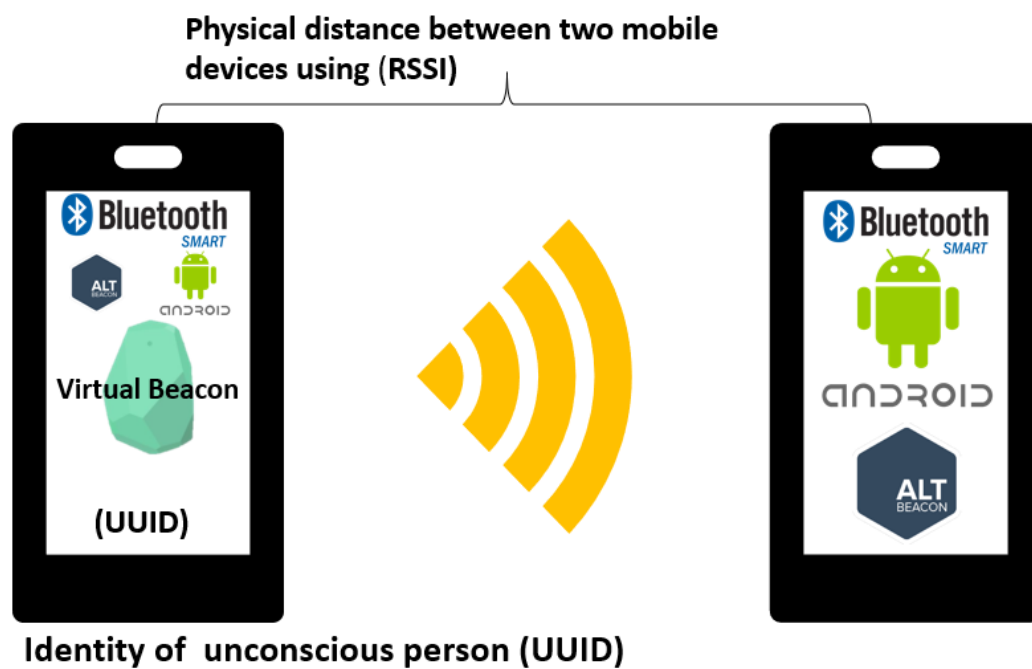 Physical distance between two mobile
devices using (RSSI)
Bluetooth
SMART
ALT
BEACON
ANDROID
Virtual Beacon
(UUID)
Bluetooth
SMART
ANDROID
ALT
BEACON
Identity of unconscious person (UUID)